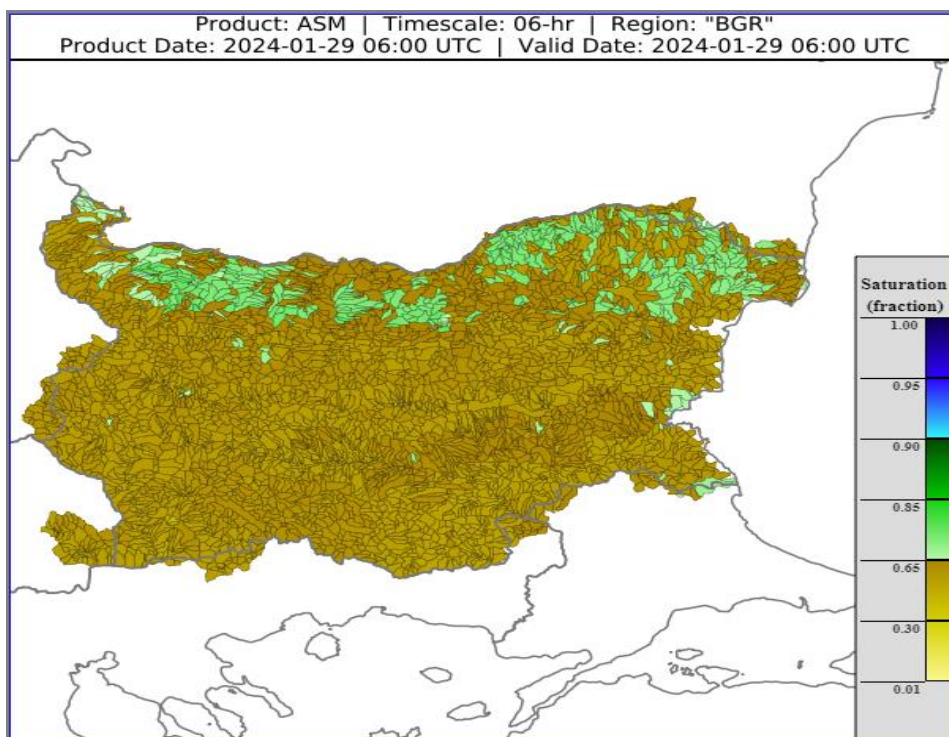 Product: ASM | Timescale: 06-hr | Region: "BGR"
Product Date: 2024-01-29 06:00 UTC | Valid Date: 2024-01-29 06:00 UTC
Saturation
(fraction)
1.00
0.95
0.90
0.85
0.65
0.30
0.01